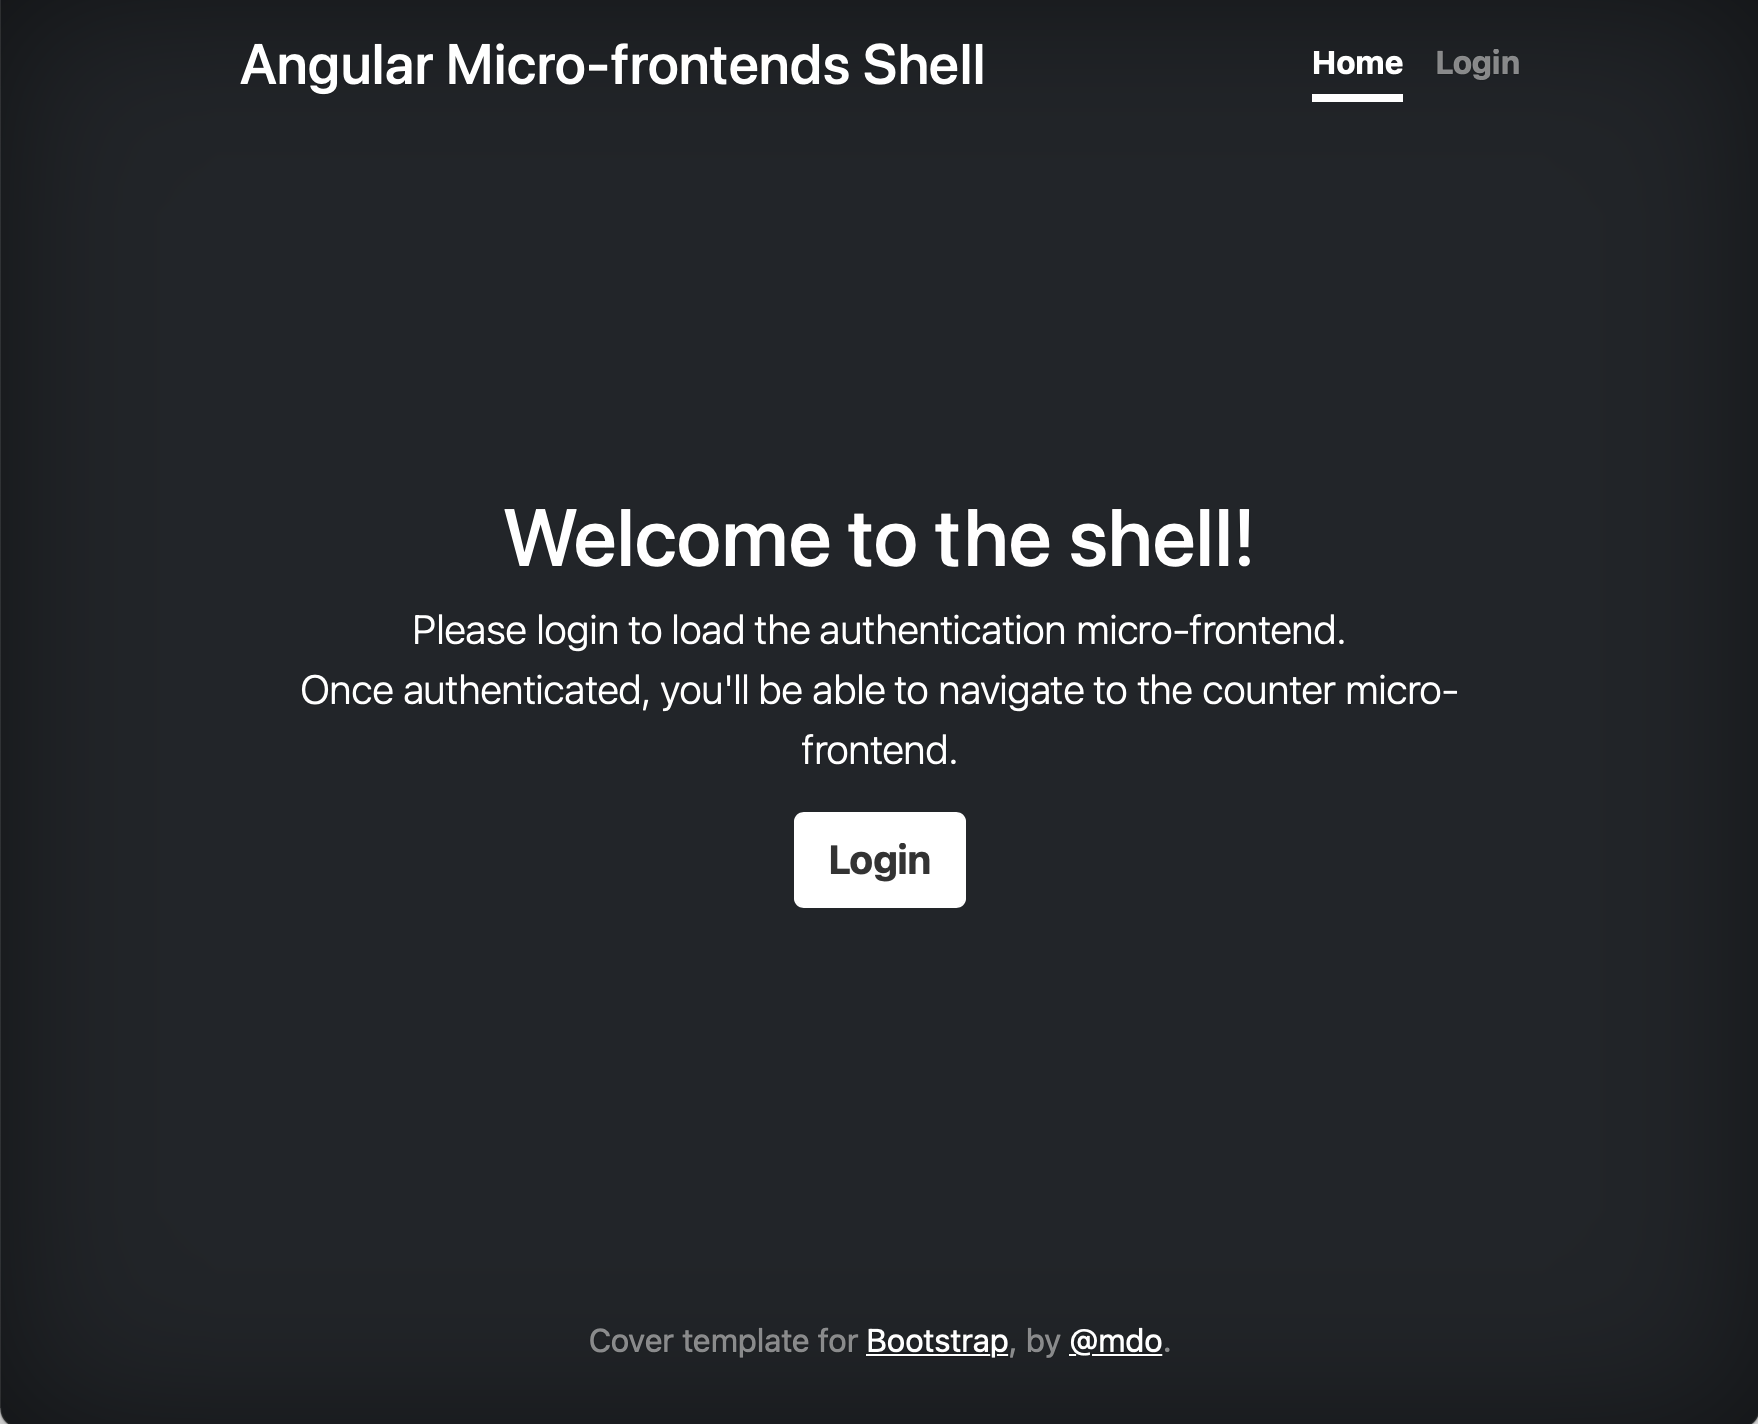 Angular Micro-frontends Shell
Home Login
Welcome to the shell!
Please login to load the authentication micro-frontend.
Once authenticated, you'll be able to navigate to the counter micro-
frontend.
Login
Cover template for Bootstrap, by @mdo.